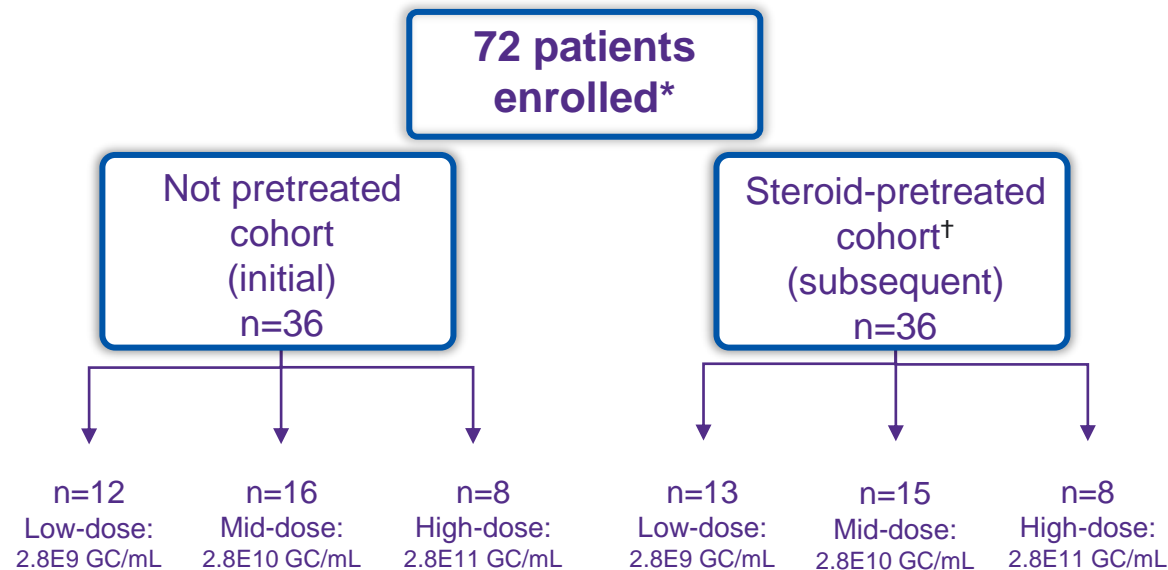 72 patients
enrolled*
Not pretreated
cohort
(initial)
n=36
Steroid-pretreated
cohort†
(subsequent)
n=36
n=12
Low-dose:
2.8E9 GC/mL
n=16
Mid-dose:
2.8E10 GC/mL
n=8
High-dose:
2.8E11 GC/mL
n=13
Low-dose:
2.8E9 GC/mL
n=15
Mid-dose:
2.8E10 GC/mL
n=8
High-dose:
2.8E11 GC/mL